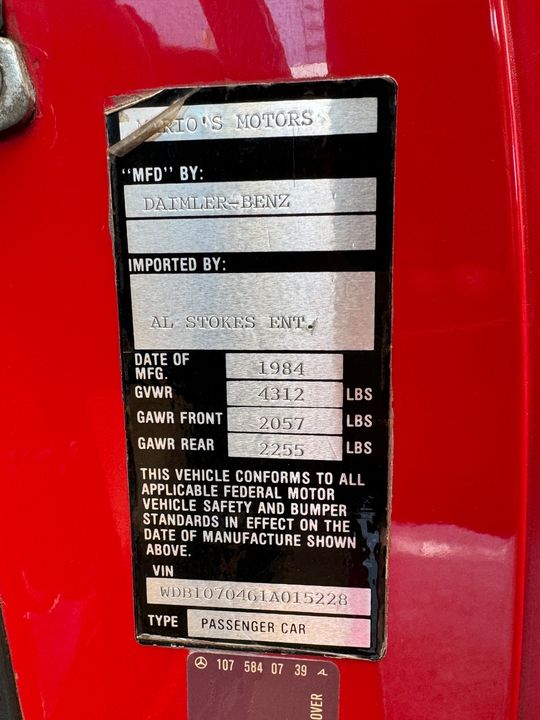 MARIO'S MOTORS
"MFD" BY:
DAIMLER-BENZ
IMPORTED BY:
AL STOKES ENT.
DATE OF MFG. 1984
GVWR 4312 LBS
GAWR FRONT 2057 LBS
GAWR REAR 2255 LBS
THIS VEHICLE CONFORMS TO ALL
APPLICABLE FEDERAL MOTOR
VEHICLE SAFETY AND BUMPER
STANDARDS IN EFFECT ON THE
DATE OF MANUFACTURE SHOWN
ABOVE.
VIN
WDB1070461A015228
TYPE PASSENGER CAR
107 584 07 39 A
OVER